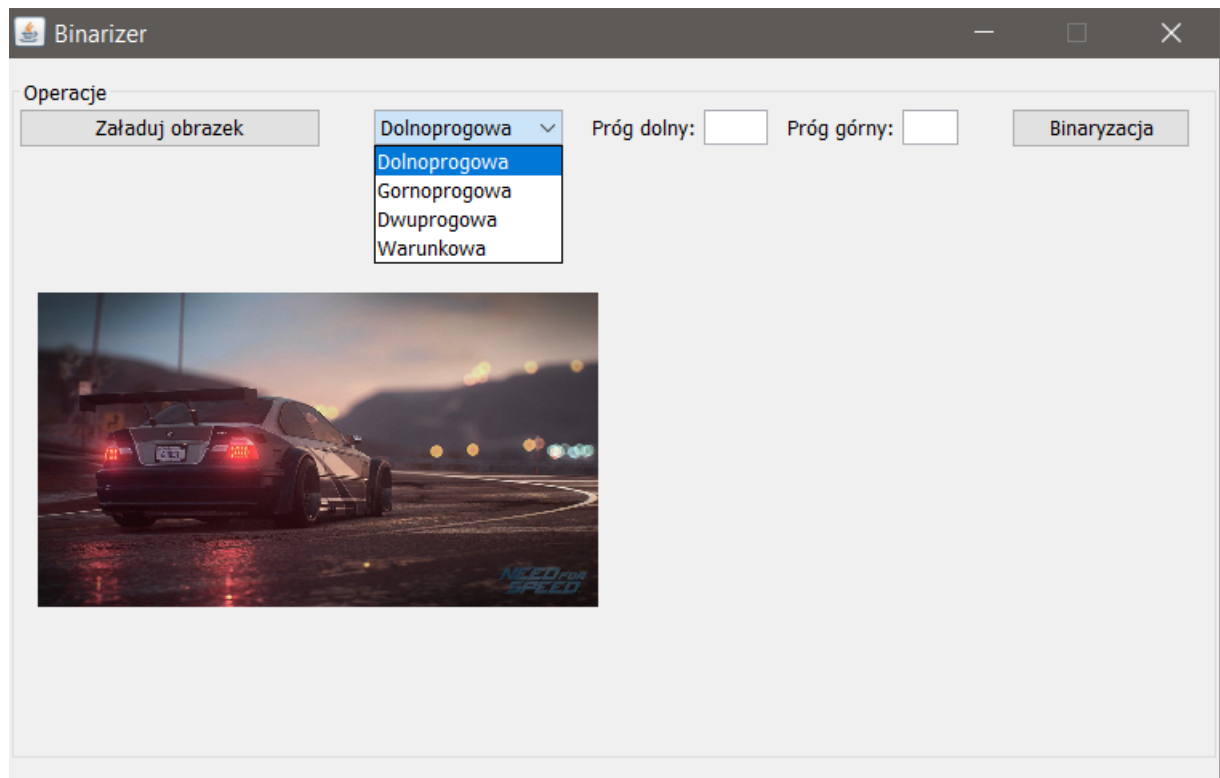 Binarizer
Operacje
Załaduj obrazek
Dolnoprogowa
Próg dolny:
Próg górny:
Binaryzacja
Dolnoprogowa
Gornoprogowa
Dwuprogowa
Warunkowa
NEED FOR
SPEED